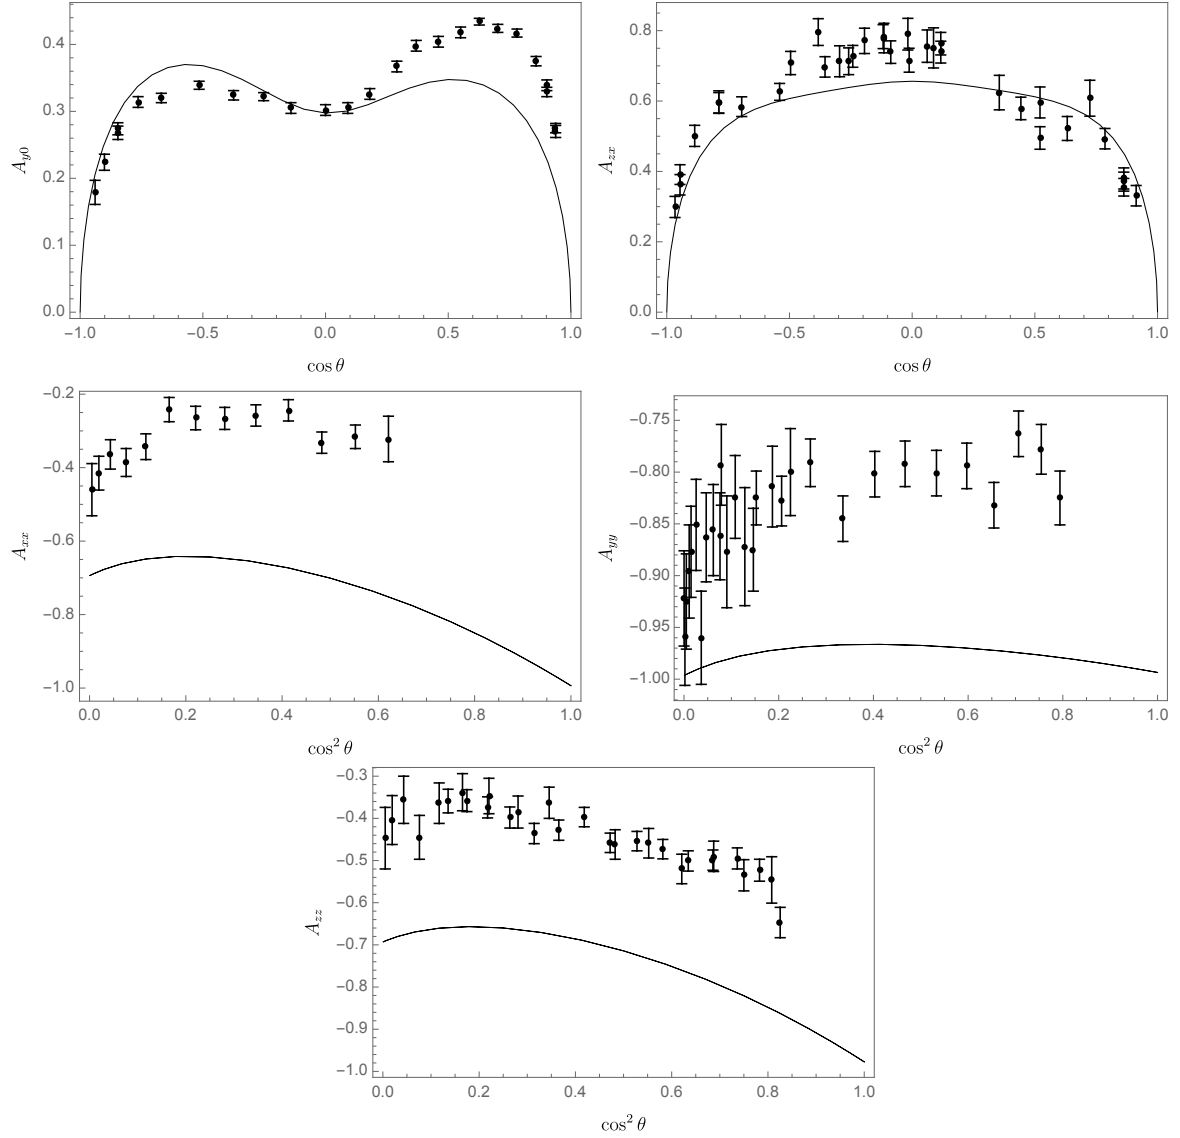 A_{y0}
0.4
0.3
0.2
0.1
0.0
−1.0 −0.5 0.0 0.5 1.0
cos θ
A_{zx}
0.8
0.6
0.4
0.2
0.0
−1.0 −0.5 0.0 0.5 1.0
cos θ
A_{xx}
−0.2
−0.4
−0.6
−0.8
−1.0
0.0 0.2 0.4 0.6 0.8 1.0
cos² θ
A_{yy}
−0.75
−0.80
−0.85
−0.90
−0.95
−1.00
0.0 0.2 0.4 0.6 0.8 1.0
cos² θ
A_{zz}
−0.3
−0.4
−0.5
−0.6
−0.7
−0.8
−0.9
−1.0
0.0 0.2 0.4 0.6 0.8 1.0
cos² θ